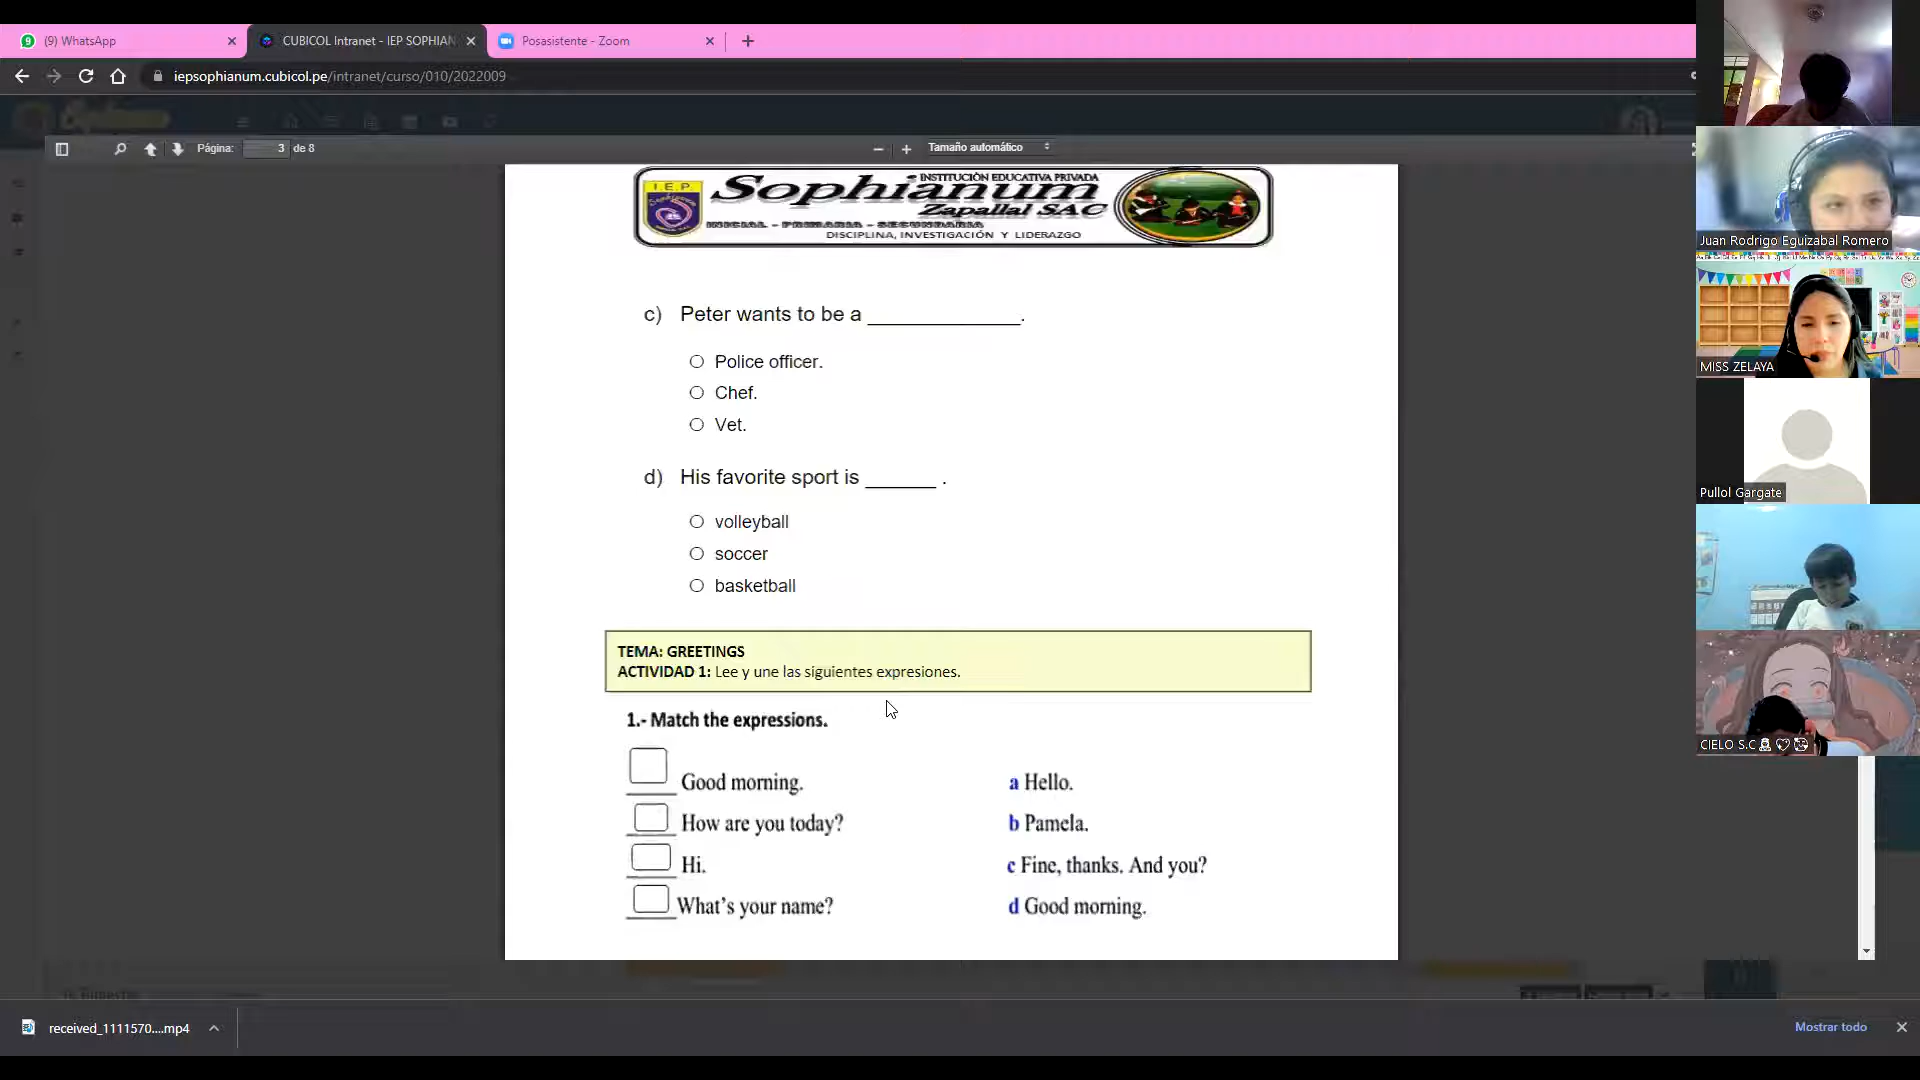 (9) WhatsApp
CUBICOL Intranet - IEP SOPHIAN
Posasistente - Zoom
iepsophianum.cubicol.pe/intranet/curso/010/2022009
Página: 3 de 8
Tamaño automático
I.E.P.
INSTITUCIÓN EDUCATIVA PRIVADA
Sophianum
Zapallal SAC
INICIAL - PRIMARIA - SECUNDARIA
DISCIPLINA, INVESTIGACIÓN Y LIDERAZGO
c) Peter wants to be a ______________.
Police officer.
Chef.
Vet.
d) His favorite sport is ______ .
volleyball
soccer
basketball
TEMA: GREETINGS
ACTIVIDAD 1: Lee y une las siguientes expresiones.
1.- Match the expressions.
Good morning.
a Hello.
How are you today?
b Pamela.
Hi.
c Fine, thanks. And you?
What's your name?
d Good morning.
Juan Rodrigo Eguizabal Romero
MISS ZELAYA
Pullol Gargate
CIELO S.C
received_1111570....mp4
Mostrar todo